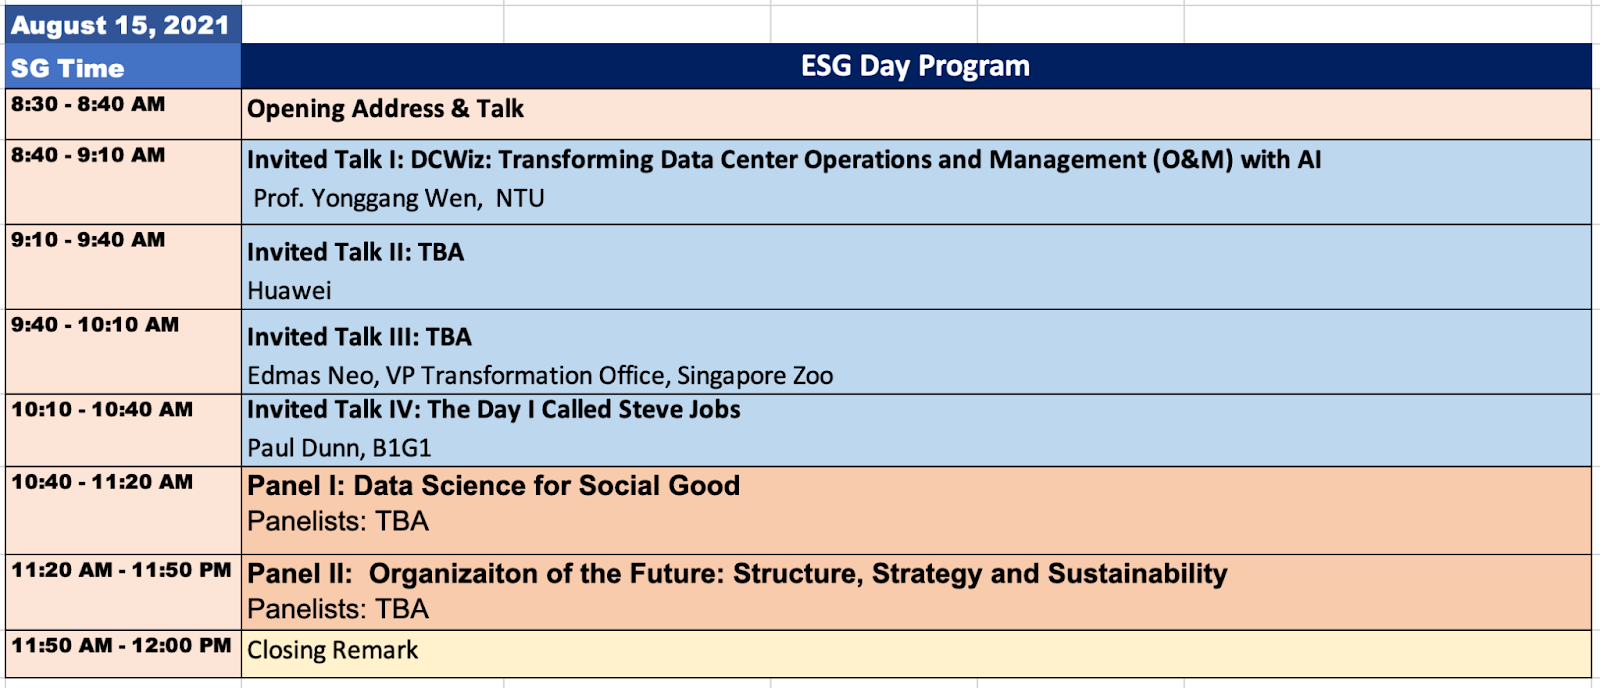 August 15, 2021
SG Time
ESG Day Program
8:30 - 8:40 AM
Opening Address & Talk
8:40 - 9:10 AM
Invited Talk I: DCWiz: Transforming Data Center Operations and Management (O&M) with AI
Prof. Yonggang Wen, NTU
9:10 - 9:40 AM
Invited Talk II: TBA
Huawei
9:40 - 10:10 AM
Invited Talk III: TBA
Edmas Neo, VP Transformation Office, Singapore Zoo
10:10 - 10:40 AM
Invited Talk IV: The Day I Called Steve Jobs
Paul Dunn, B1G1
10:40 - 11:20 AM
Panel I: Data Science for Social Good
Panelists: TBA
11:20 AM - 11:50 PM
Panel II: Organizaiton of the Future: Structure, Strategy and Sustainability
Panelists: TBA
11:50 AM - 12:00 PM
Closing Remark